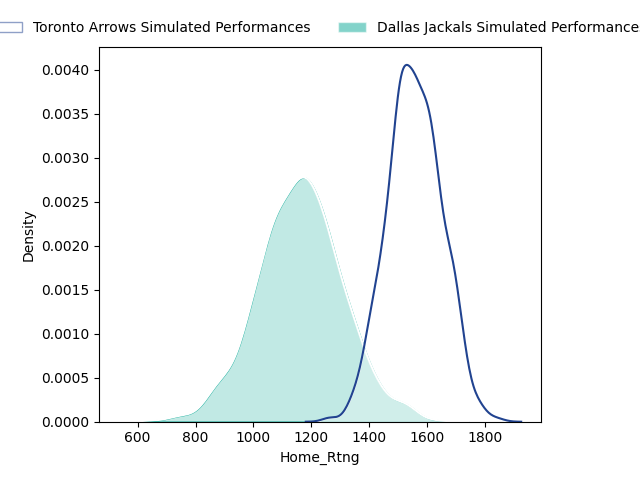 Toronto Arrows Simulated Performances
Dallas Jackals Simulated Performance
0.0040
0.0035
0.0030
0.0025
0.0020
0.0015
0.0010
0.0005
0.0000
Density
600 800 1000 1200 1400 1600 1800
Home_Rtng